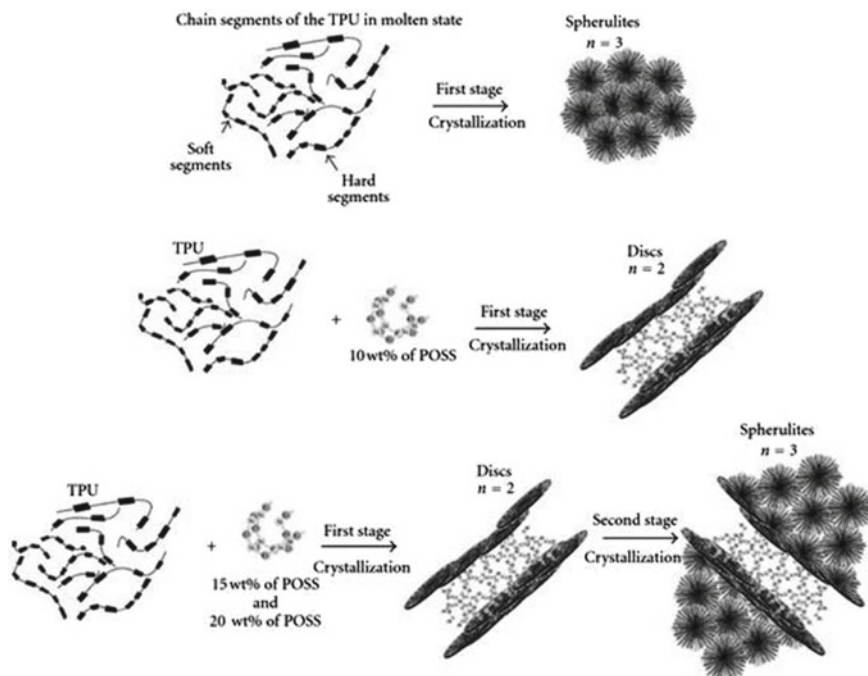 Chain segments of the TPU in molten state
Spherulites
n = 3
First stage
Crystallization
Soft
segments
Hard
segments
TPU
+
10 wt% of POSS
First stage
Crystallization
Discs
n = 2
TPU
+
15 wt% of POSS
and
20 wt% of POSS
First stage
Crystallization
Discs
n = 2
Second stage
Crystallization
Spherulites
n = 3